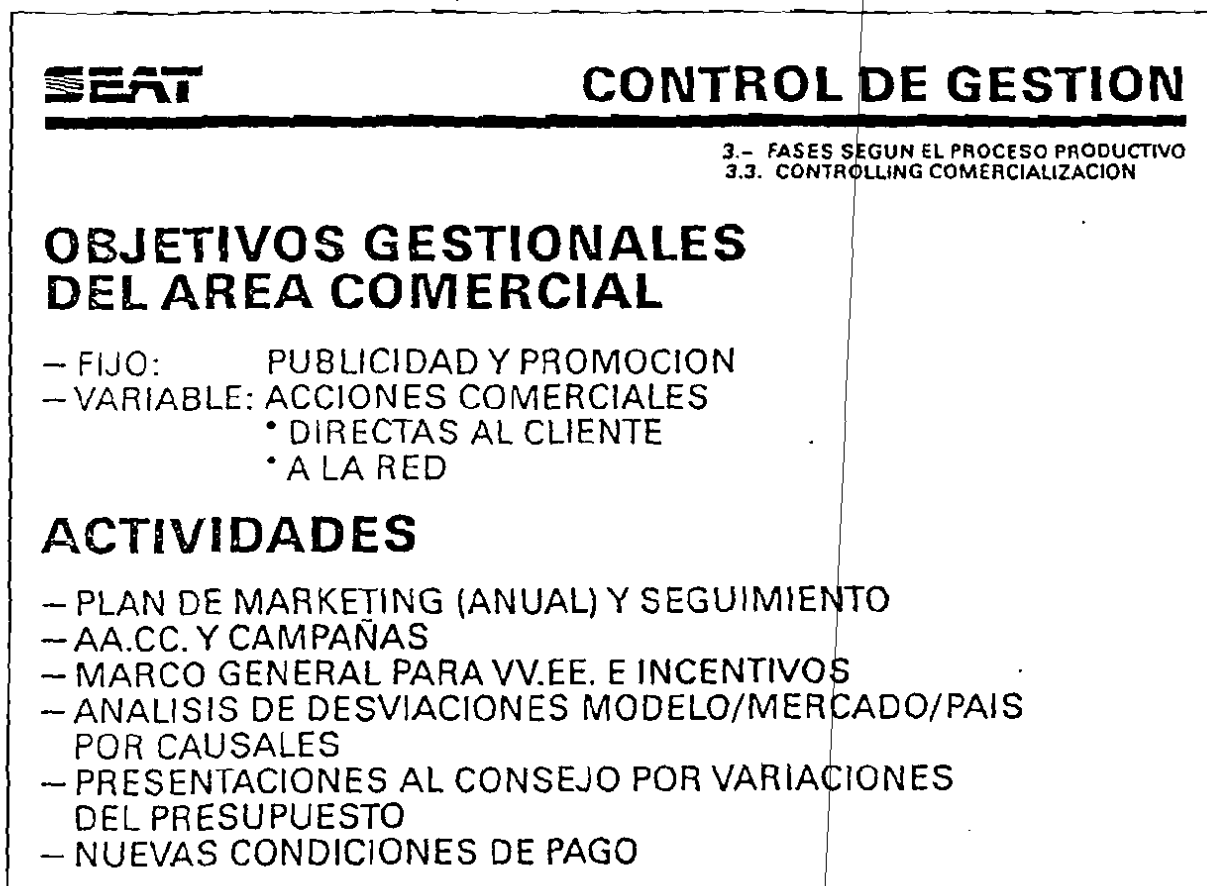 SEAT
CONTROL DE GESTION
3.- FASES SEGUN EL PROCESO PRODUCTIVO
3.3. CONTROLLING COMERCIALIZACION
OBJETIVOS GESTIONALES
DEL AREA COMERCIAL
– FIJO: PUBLICIDAD Y PROMOCION
– VARIABLE: ACCIONES COMERCIALES
• DIRECTAS AL CLIENTE
• A LA RED
ACTIVIDADES
– PLAN DE MARKETING (ANUAL) Y SEGUIMIENTO
– AA.CC. Y CAMPAÑAS
– MARCO GENERAL PARA VV.EE. E INCENTIVOS
– ANALISIS DE DESVIACIONES MODELO/MERCADO/PAIS
POR CAUSALES
– PRESENTACIONES AL CONSEJO POR VARIACIONES
DEL PRESUPUESTO
– NUEVAS CONDICIONES DE PAGO